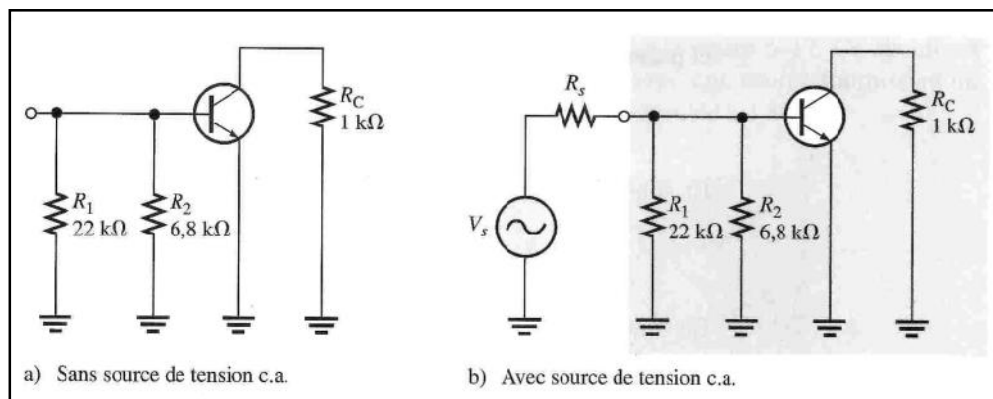 R_C
1 kΩ
R_1
22 kΩ
R_2
6,8 kΩ
a) Sans source de tension c.a.
R_s
V_s
R_C
1 kΩ
R_1
22 kΩ
R_2
6,8 kΩ
b) Avec source de tension c.a.